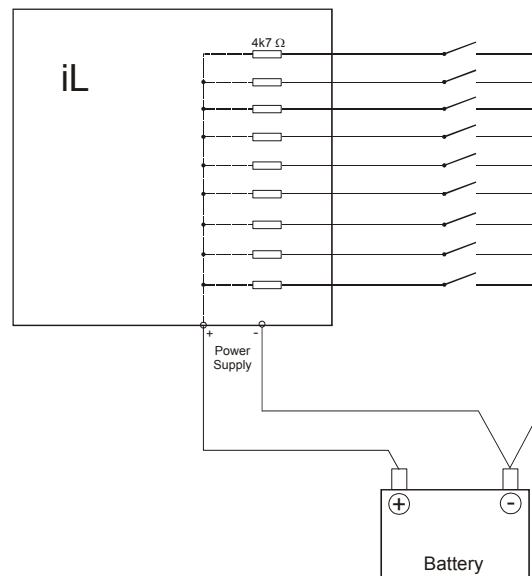 4k7 Ω
iL
+ -
Power
Supply
+ -
Battery